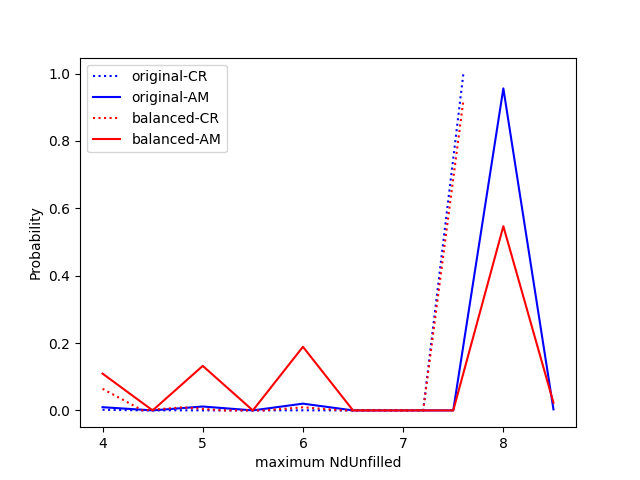 original-CR
original-AM
balanced-CR
balanced-AM
1.0
0.8
0.6
0.4
0.2
0.0
Probability
4 5 6 7 8
maximum NdUnfilled